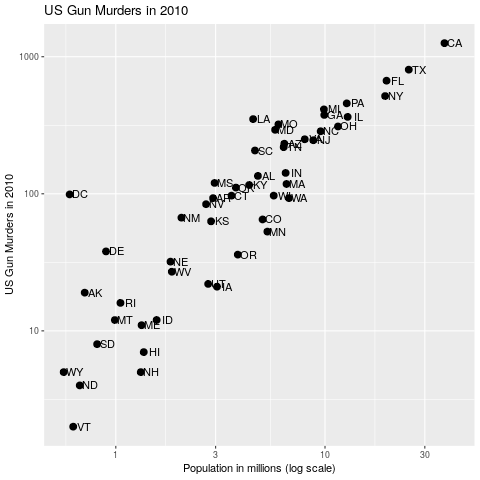 US Gun Murders in 2010
US Gun Murders in 2010
1000
100
10
CA
TX
FL
NY
PA
MI
GA
IL
LA
MO
OH
MD
NC
NJ
VA
AZ
TN
SC
IN
AL
MS
KY
MA
OK
DC
CT
AR
WI
WA
NV
NM
KS
CO
MN
DE
OR
NE
WV
UT
IA
AK
RI
MT
ME
ID
SD
HI
WY
NH
ND
VT
1
3
10
30
Population in millions (log scale)